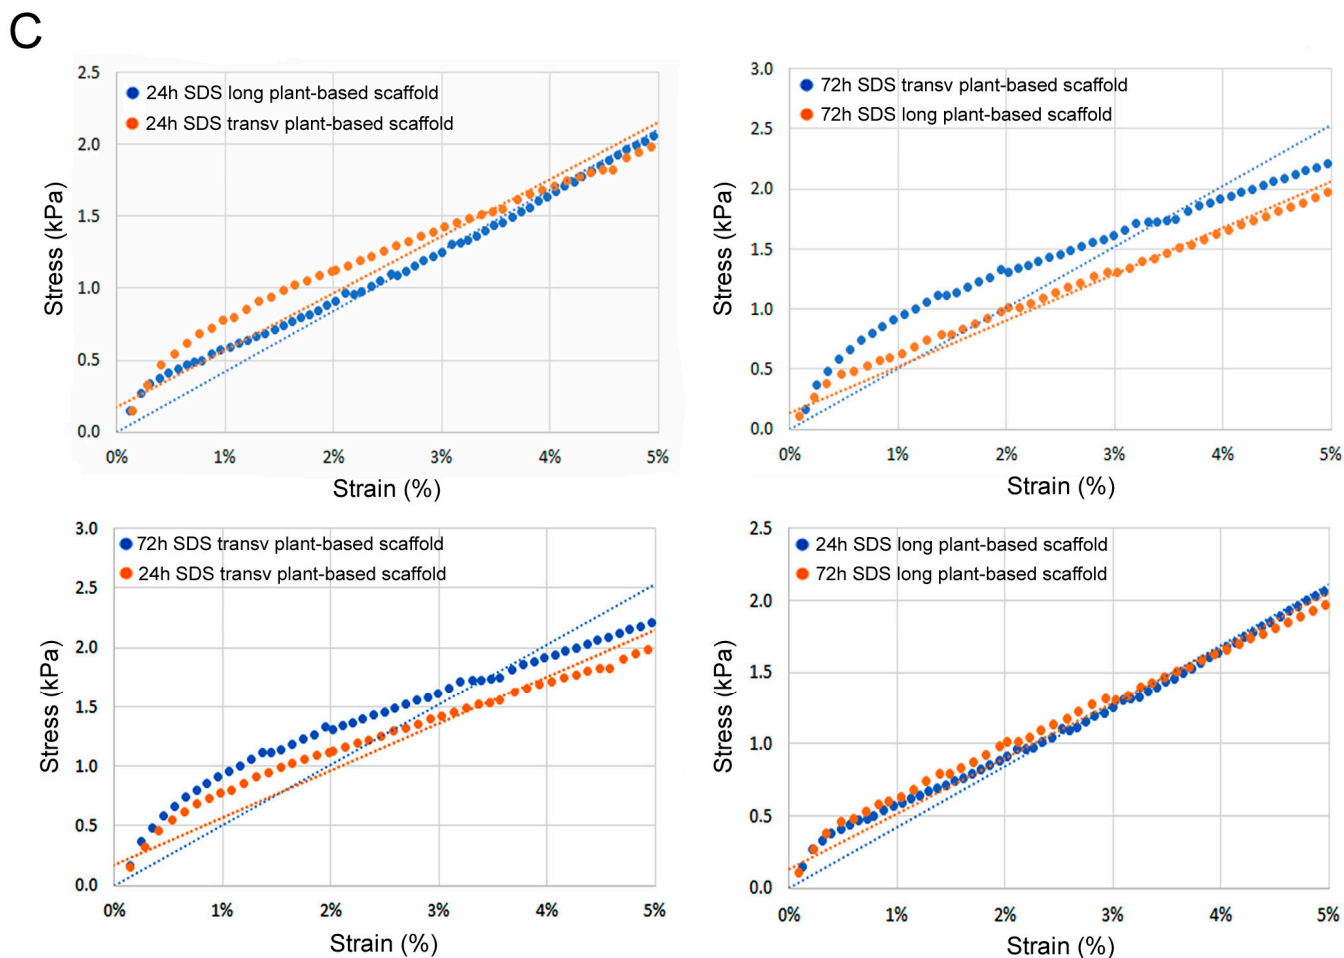 C
2.5
24h SDS long plant-based scaffold
24h SDS transv plant-based scaffold
2.0
1.5
1.0
0.5
0.0
Stress (kPa)
0% 1% 2% 3% 4% 5%
Strain (%)
3.0
72h SDS transv plant-based scaffold
72h SDS long plant-based scaffold
2.5
2.0
1.5
1.0
0.5
0.0
Stress (kPa)
0% 1% 2% 3% 4% 5%
Strain (%)
3.0
72h SDS transv plant-based scaffold
24h SDS transv plant-based scaffold
2.5
2.0
1.5
1.0
0.5
0.0
Stress (kPa)
0% 1% 2% 3% 4% 5%
Strain (%)
2.5
24h SDS long plant-based scaffold
72h SDS long plant-based scaffold
2.0
1.5
1.0
0.5
0.0
Stress (kPa)
0% 1% 2% 3% 4% 5%
Strain (%)